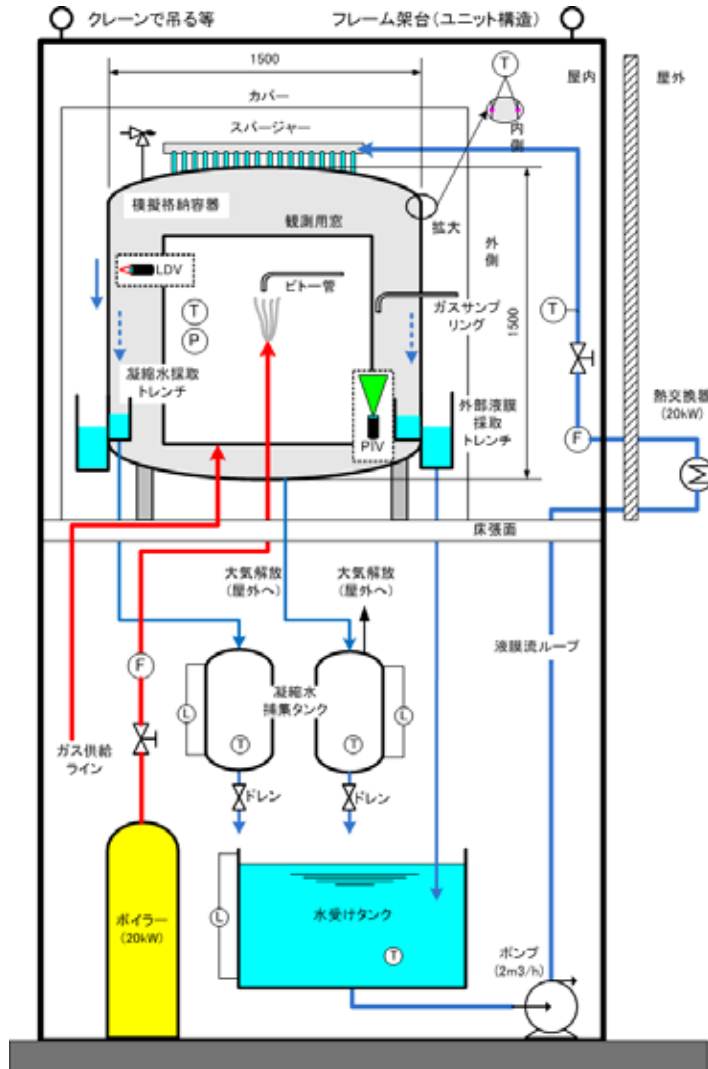 クレーンで吊る等
フレーム架台(ユニット構造)
1500
T
屋内
屋外
カバー
スパージャー
内側
模擬格納容器
観測用窓
拡大
外側
LDV
ピトー管
ガスサンプ
リング
T
P
T
1500
凝縮水採取
トレンチ
外部液膜
採取
トレンチ
熱交換器
(20kW)
F
PIV
床張面
大気解放
(屋外へ)
大気解放
(屋外へ)
液膜流ループ
F
凝縮水
捕集タンク
L
L
T
T
ガス供給
ライン
ドレン
ドレン
ボイラー
(20kW)
L
水受けタンク
T
ポンプ
(2m3/h)